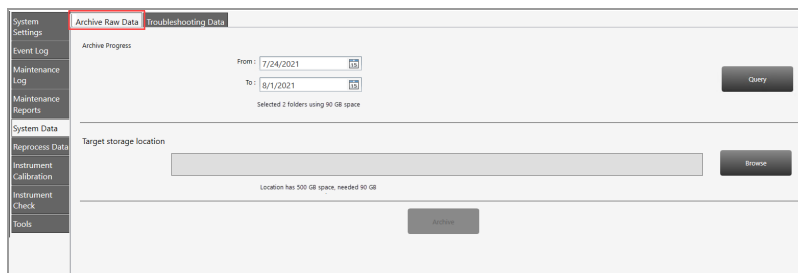 System
Settings
Event Log
Maintenance
Log
Maintenance
Reports
System Data
Reprocess Data
Instrument
Calibration
Instrument
Check
Tools
Archive Raw Data
Troubleshooting Data
Archive Progress
From : 7/24/2021 15
To : 8/1/2021 15
Selected 2 folders using 90 GB space
Query
Target storage location
Browse
Location has 500 GB space, needed 90 GB
Archive